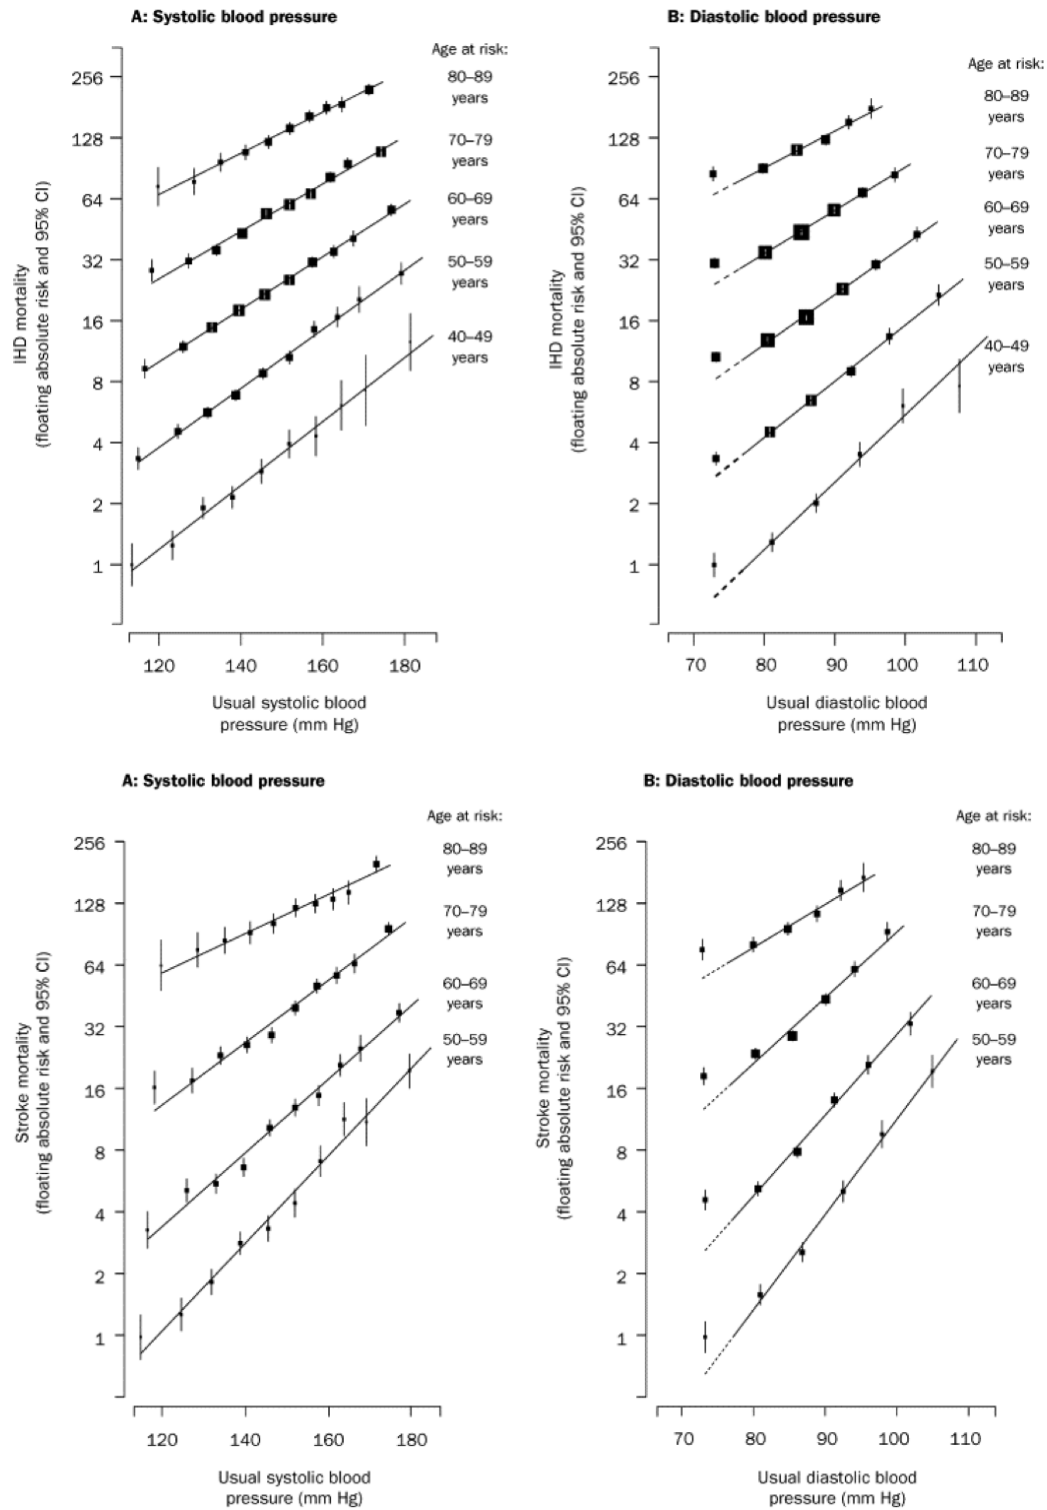 A: Systolic blood pressure
Age at risk:
80–89
years
70–79
years
60–69
years
50–59
years
40–49
years
IHD mortality
(floating absolute risk and 95% CI)
256
128
64
32
16
8
4
2
1
120 140 160 180
Usual systolic blood
pressure (mm Hg)
B: Diastolic blood pressure
Age at risk:
80–89
years
70–79
years
60–69
years
50–59
years
40–49
years
IHD mortality
(floating absolute risk and 95% CI)
256
128
64
32
16
8
4
2
1
70 80 90 100 110
Usual diastolic blood
pressure (mm Hg)
A: Systolic blood pressure
Age at risk:
80–89
years
70–79
years
60–69
years
50–59
years
Stroke mortality
(floating absolute risk and 95% CI)
256
128
64
32
16
8
4
2
1
120 140 160 180
Usual systolic blood
pressure (mm Hg)
B: Diastolic blood pressure
Age at risk:
80–89
years
70–79
years
60–69
years
50–59
years
Stroke mortality
(floating absolute risk and 95% CI)
256
128
64
32
16
8
4
2
1
70 80 90 100 110
Usual diastolic blood
pressure (mm Hg)